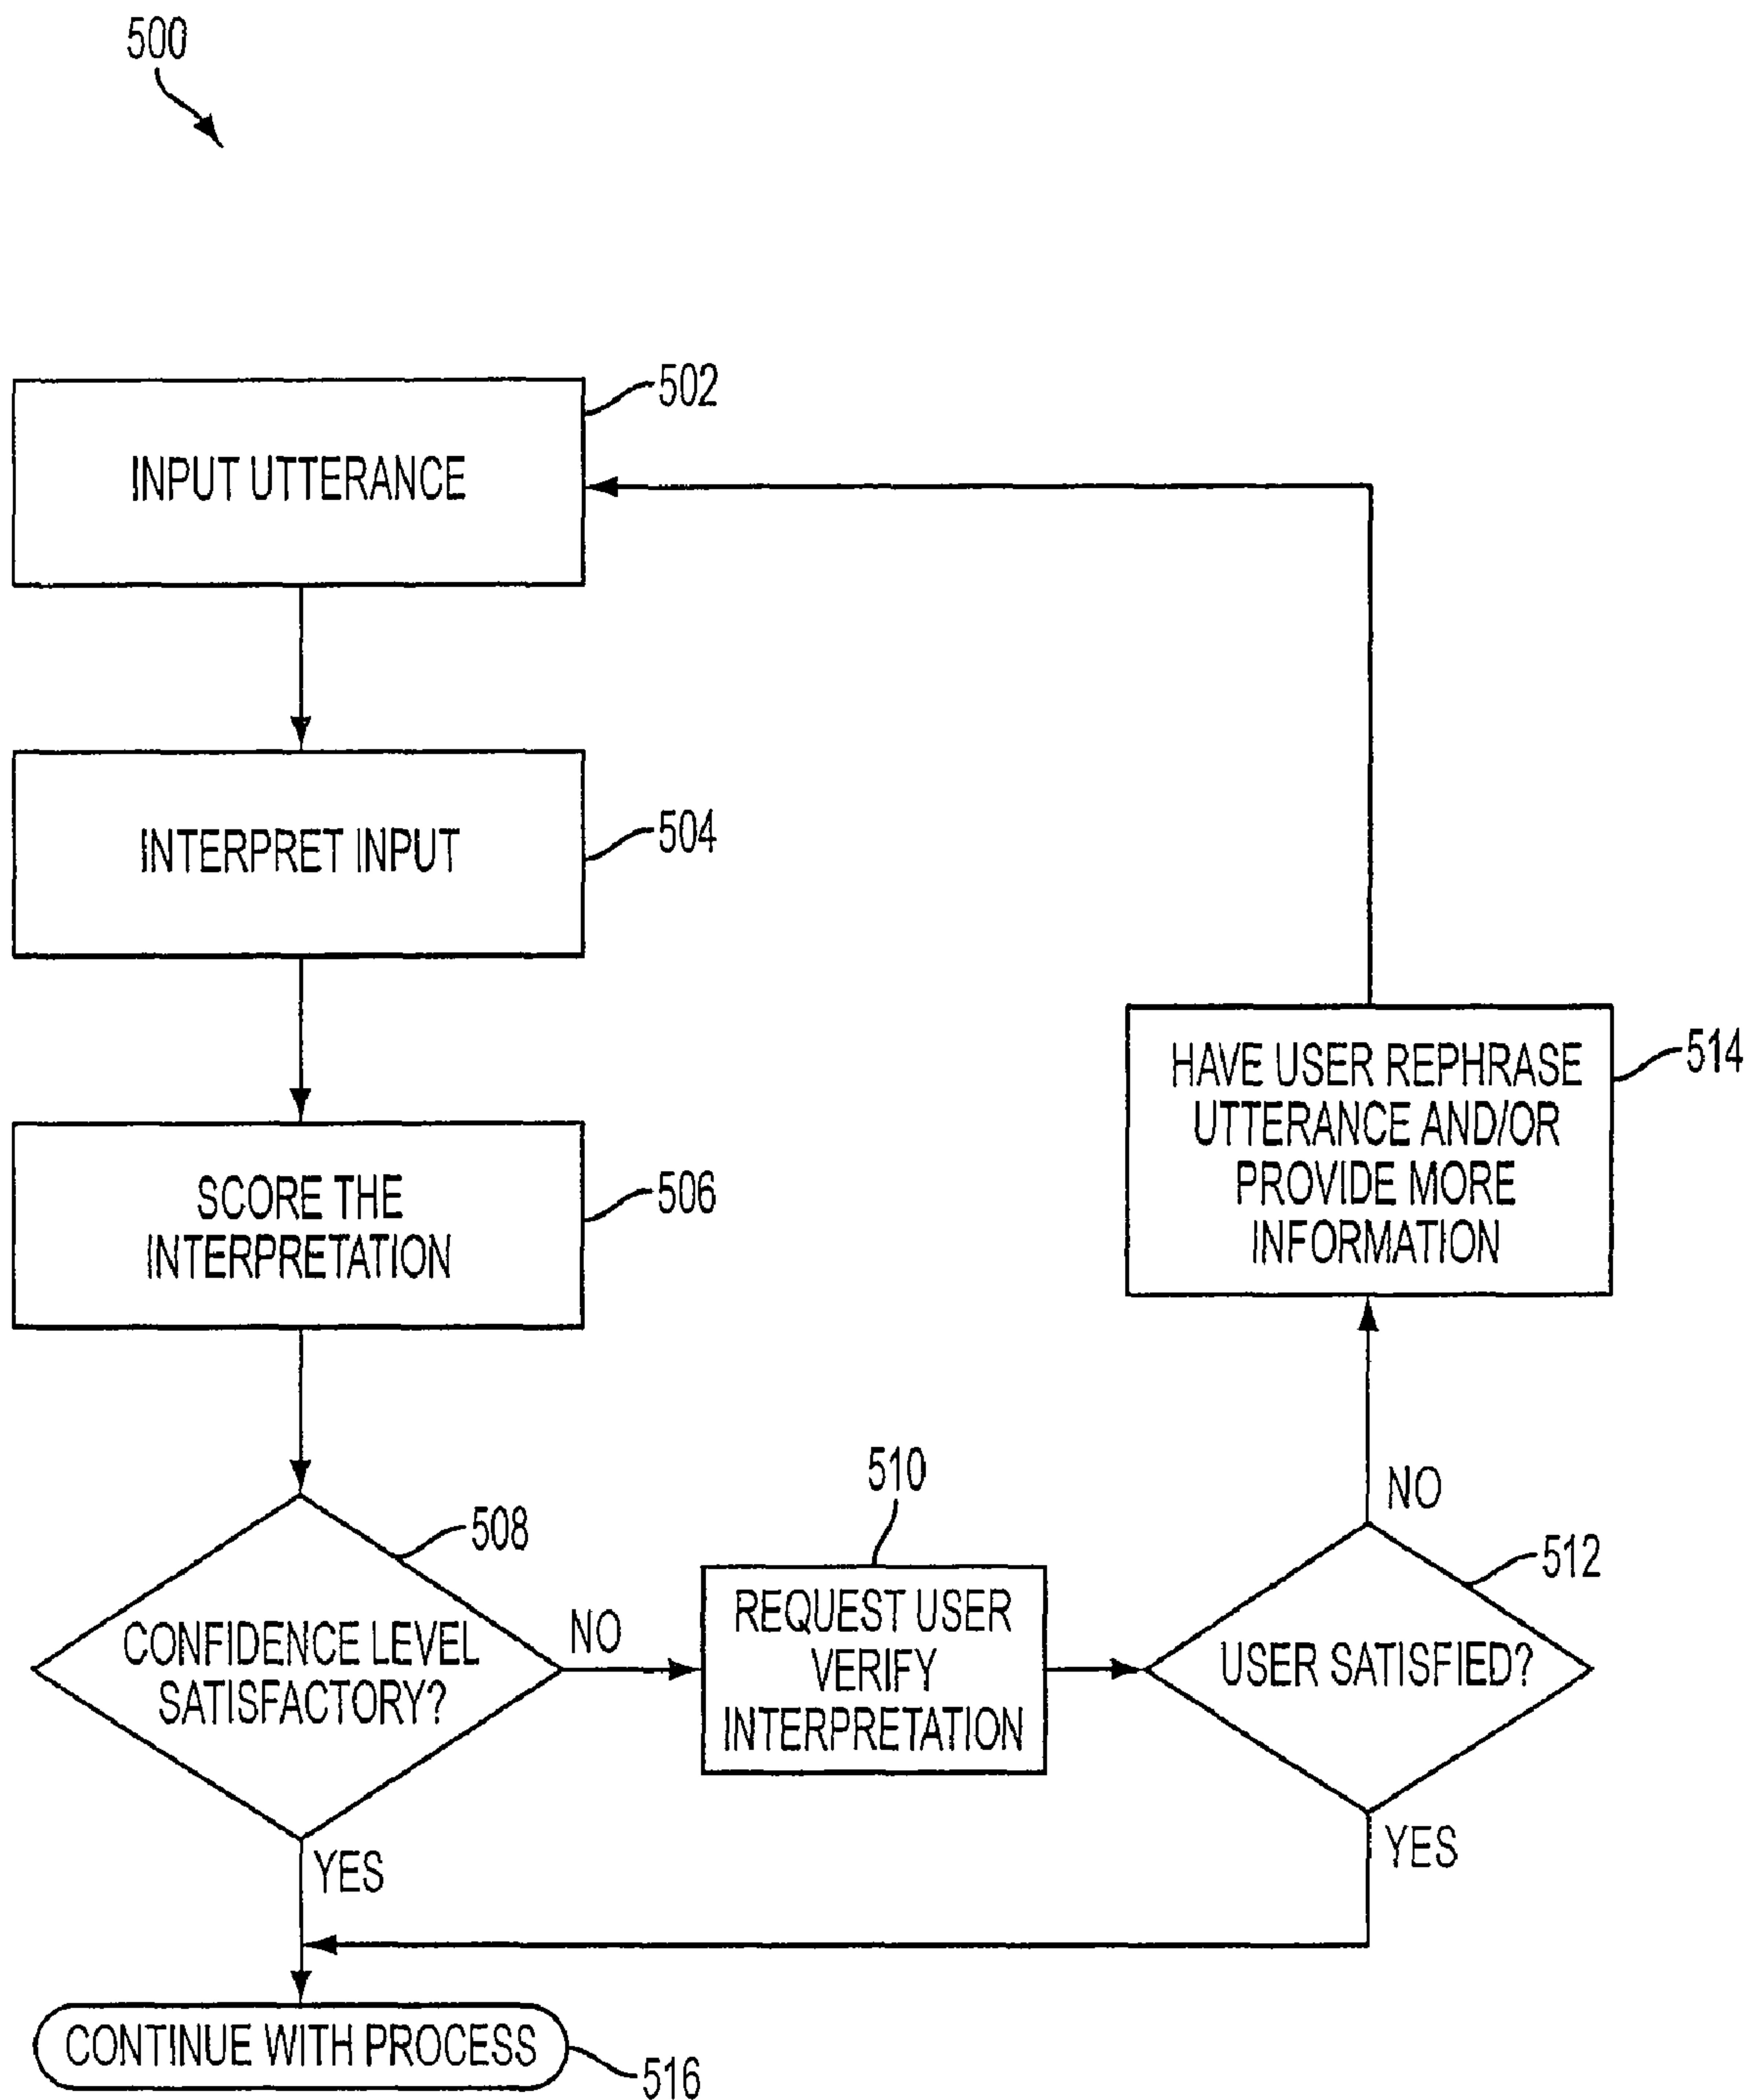 500
502
INPUT UTTERANCE
INTERPRET INPUT
504
SCORE THE
INTERPRETATION
506
HAVE USER REPHRASE
UTTERANCE AND/OR
PROVIDE MORE
INFORMATION
514
508
CONFIDENCE LEVEL
SATISFACTORY?
NO
510
REQUEST USER
VERIFY
INTERPRETATION
NO
512
USER SATISFIED?
YES
YES
CONTINUE WITH PROCESS
516